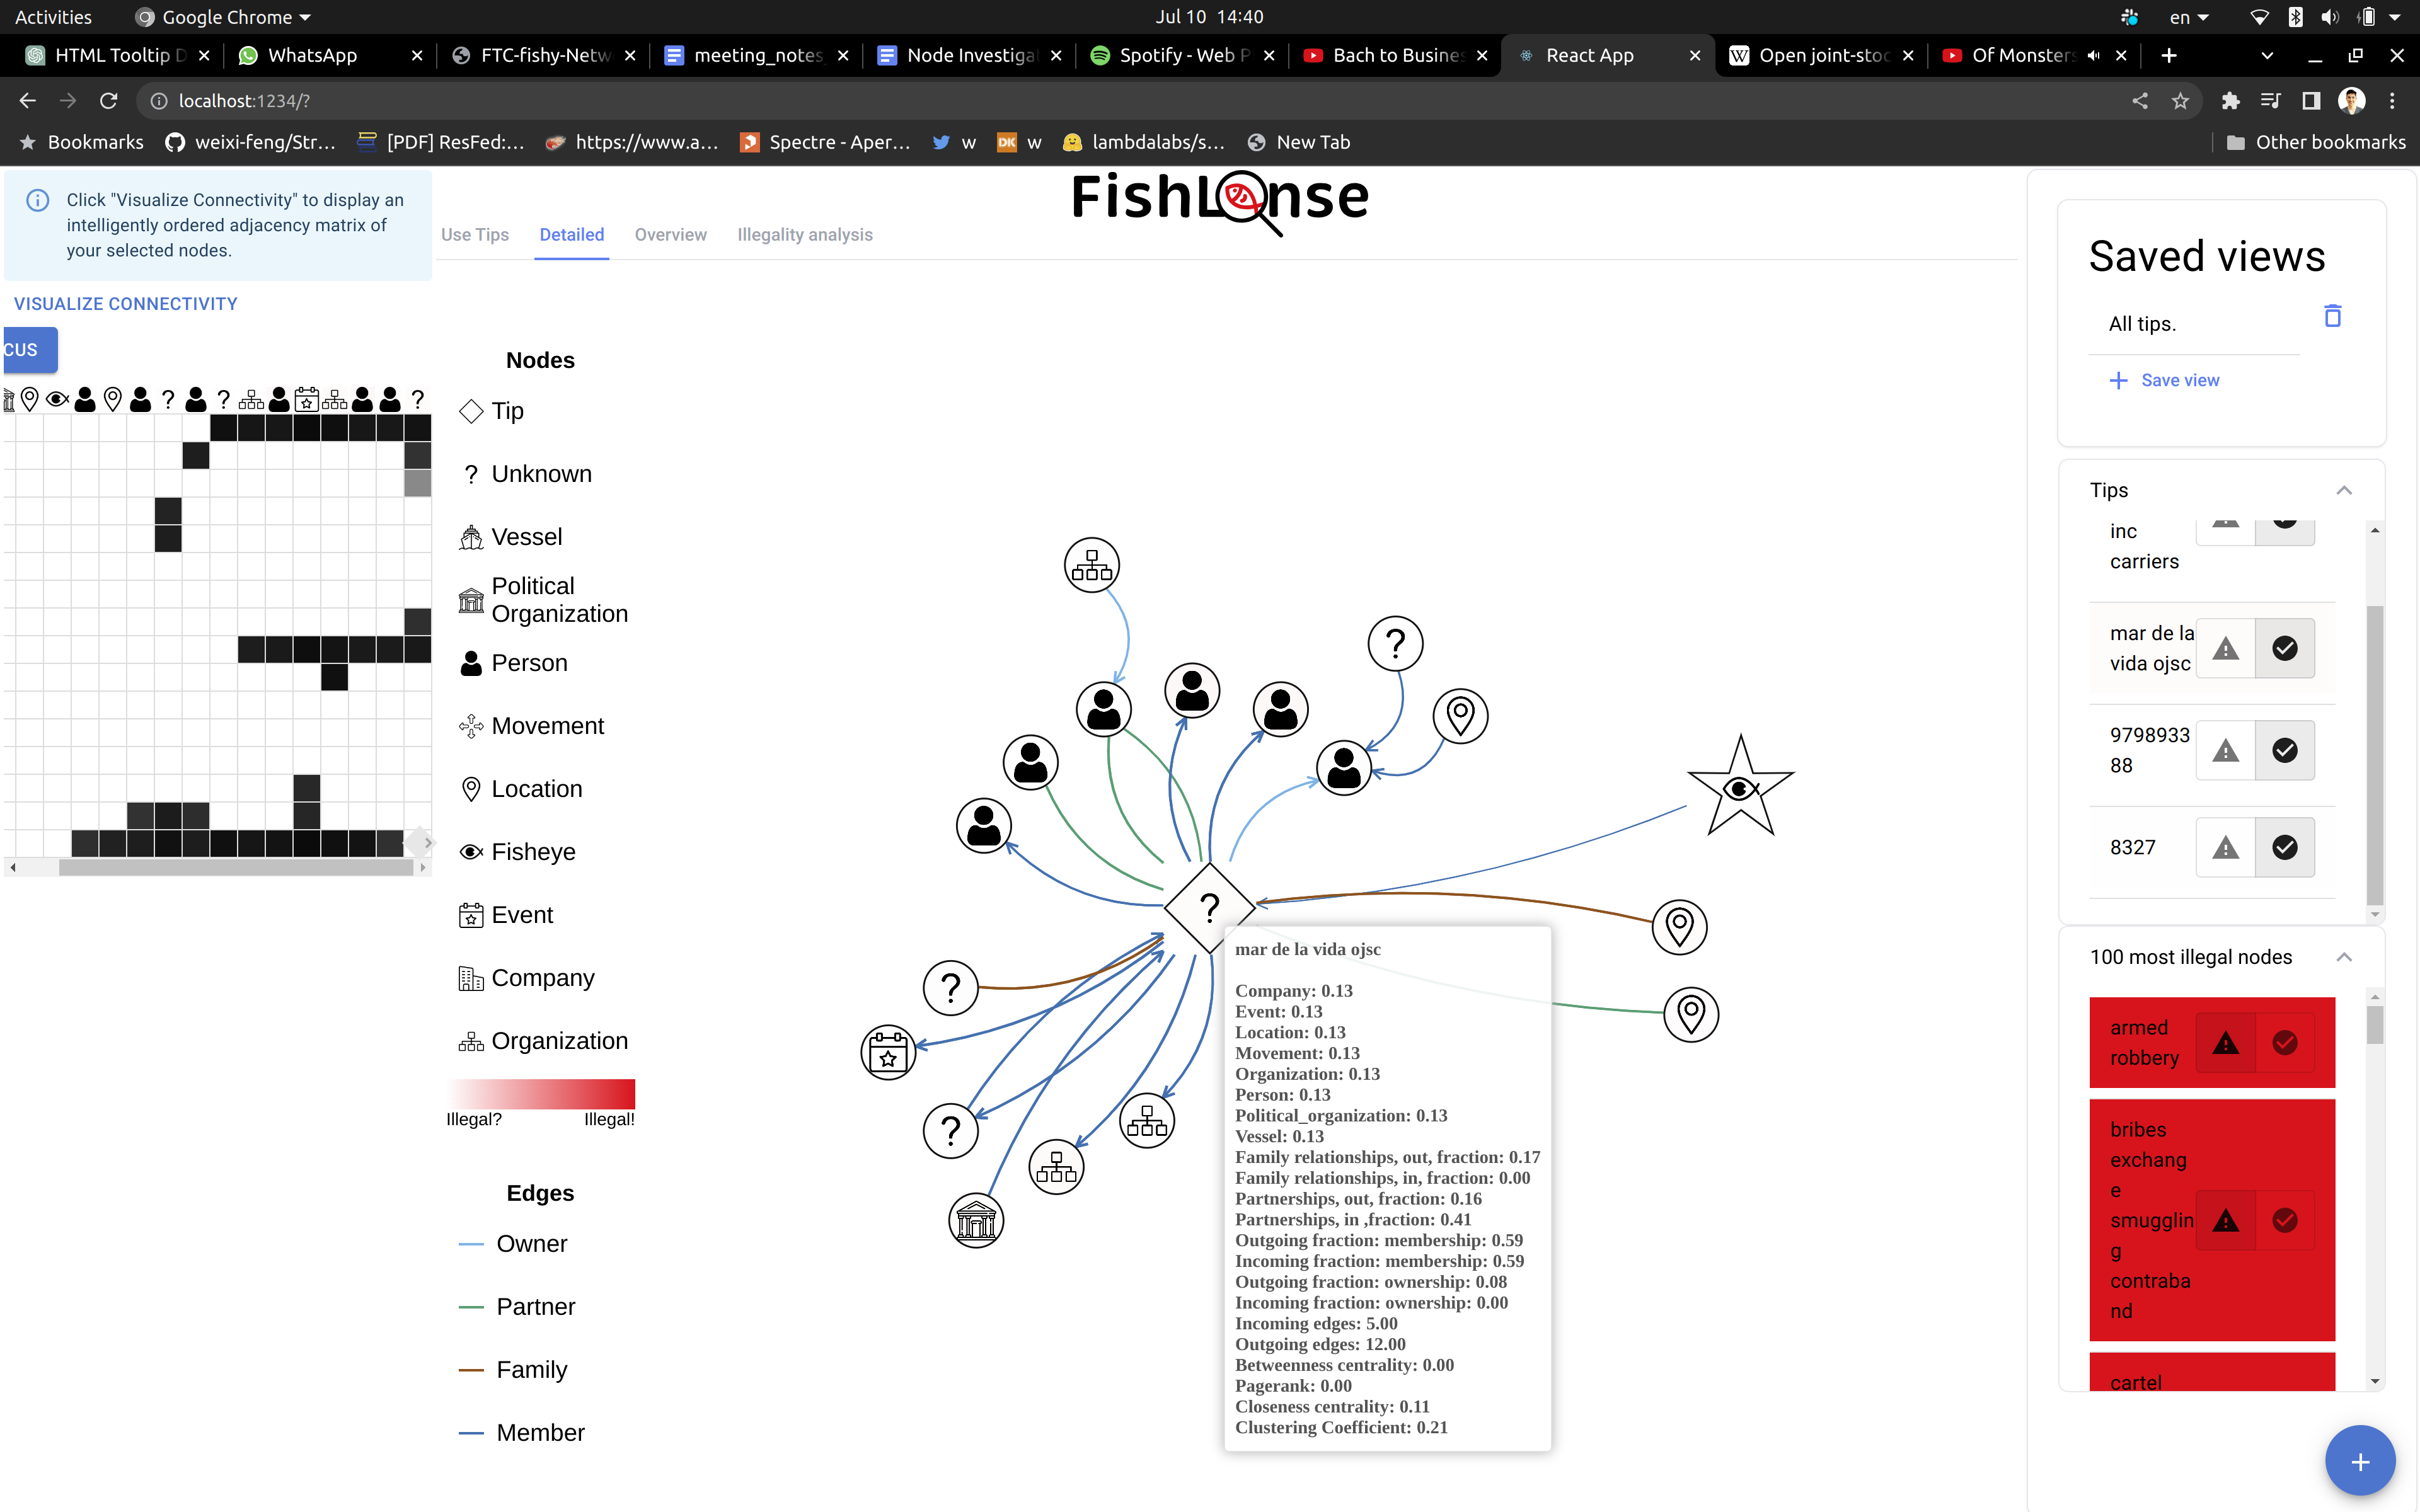 Activities
Google Chrome
Jul 10 14:40
en
HTML Tooltip D
WhatsApp
FTC-fishy-Netw
meeting_notes
Node Investiga
Spotify - Web P
Bach to Busines
React App
Open joint-stoc
Of Monsters
localhost:1234/?
Bookmarks
weixi-feng/Str...
[PDF] ResFed:...
https://www.a...
Spectre - Aper...
w
DK
w
lambdalabs/s...
New Tab
Other bookmarks
Click "Visualize Connectivity" to display an
intelligently ordered adjacency matrix of
your selected nodes.
VISUALIZE CONNECTIVITY
CUS
? ? ?
FishLense
Use Tips
Detailed
Overview
Illegality analysis
Nodes
Tip
? Unknown
Vessel
Political
Organization
Person
Movement
Location
Fisheye
Event
Company
Organization
Illegal? Illegal!
Edges
Owner
Partner
Family
Member
?
?
?
?
mar de la vida ojsc
Company: 0.13
Event: 0.13
Location: 0.13
Movement: 0.13
Organization: 0.13
Person: 0.13
Political_organization: 0.13
Vessel: 0.13
Family relationships, out, fraction: 0.17
Family relationships, in, fraction: 0.00
Partnerships, out, fraction: 0.16
Partnerships, in ,fraction: 0.41
Outgoing fraction: membership: 0.59
Incoming fraction: membership: 0.59
Outgoing fraction: ownership: 0.08
Incoming fraction: ownership: 0.00
Incoming edges: 5.00
Outgoing edges: 12.00
Betweenness centrality: 0.00
Pagerank: 0.00
Closeness centrality: 0.11
Clustering Coefficient: 0.21
Saved views
All tips.
+ Save view
Tips
inc
carriers
mar de la
vida ojsc
9798933
88
8327
100 most illegal nodes
armed
robbery
bribes
exchang
e
smugglin
g
contraba
nd
cartel
+